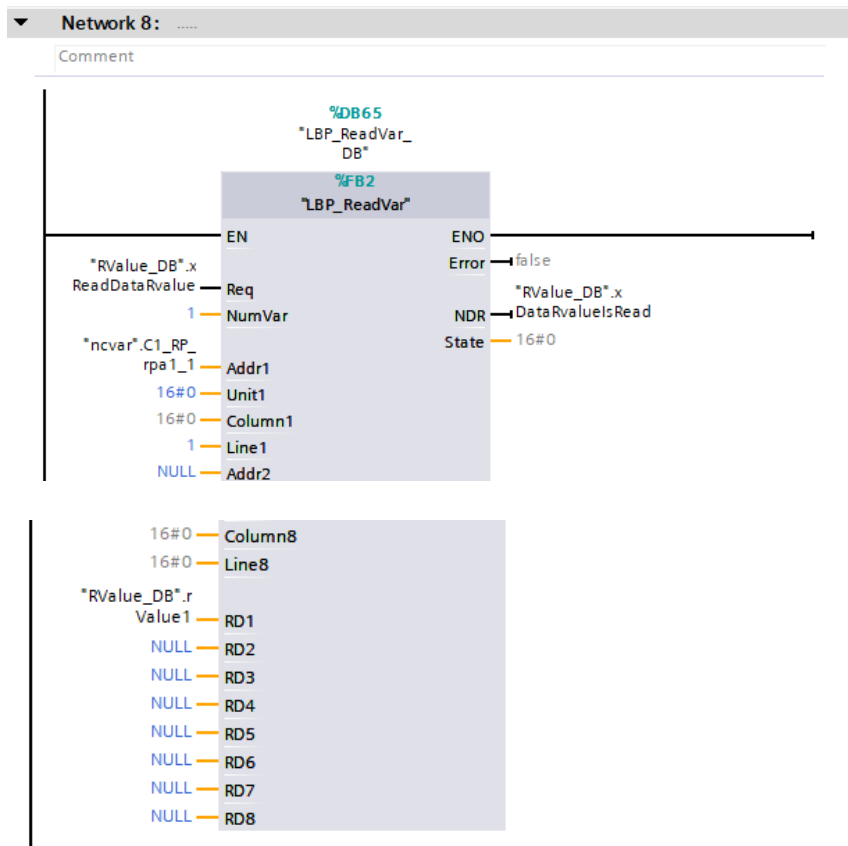 Network 8: .....
Comment
%DB65
"LBP_ReadVar_
DB"
%FB2
"LBP_ReadVar"
EN ENO
Error false
"RValue_DB".x
ReadDataRvalue Req
"RValue_DB".x
NDR DataRvalueIsRead
1 NumVar
State 16#0
"ncvar".C1_RP_
rpa1_1 Addr1
16#0 Unit1
16#0 Column1
1 Line1
NULL Addr2
16#0 Column8
16#0 Line8
"RValue_DB".r
Value1 RD1
NULL RD2
NULL RD3
NULL RD4
NULL RD5
NULL RD6
NULL RD7
NULL RD8